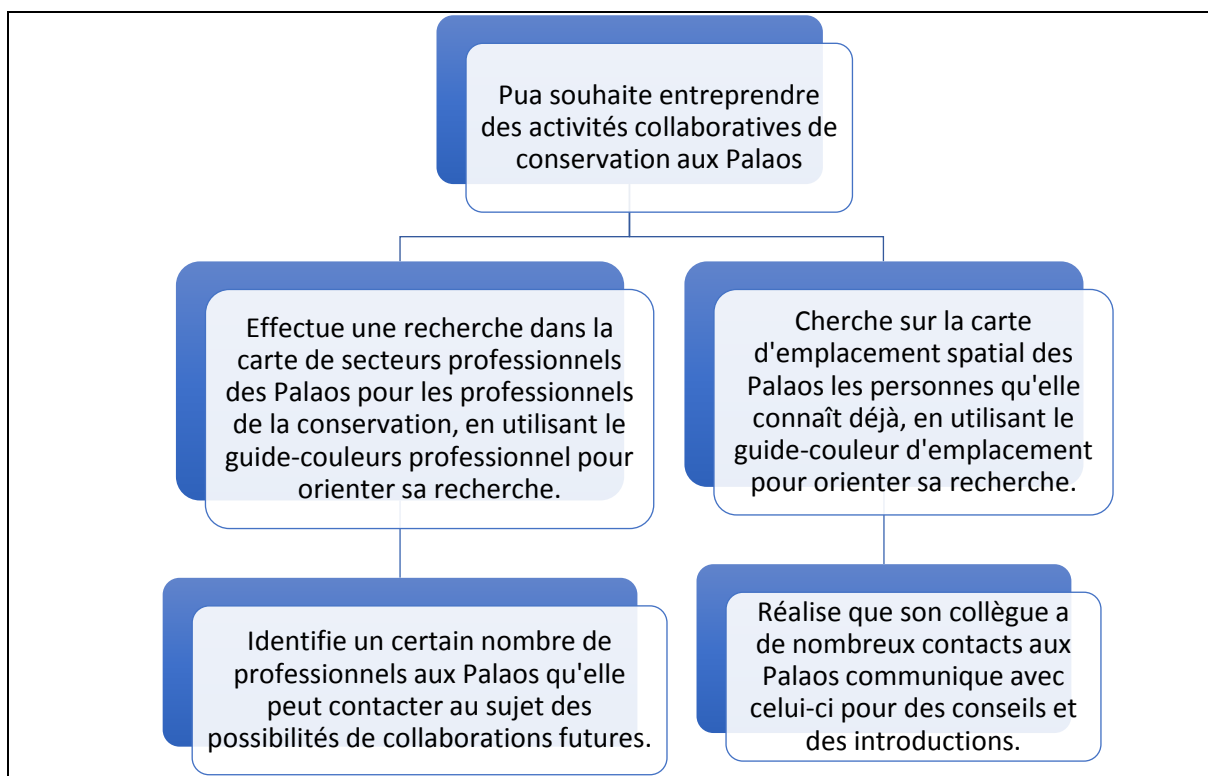 Pua souhaite entreprendre
des activités collaboratives de
conservation aux Palaos
Effectue une recherche dans la
carte de secteurs professionnels
des Palaos pour les professionnels
de la conservation, en utilisant le
guide-couleurs professionnel pour
orienter sa recherche.
Cherche sur la carte
d'emplacement spatial des
Palaos les personnes qu'elle
connaît déjà, en utilisant le
guide-couleur d'emplacement
pour orienter sa recherche.
Identifie un certain nombre de
professionnels aux Palaos qu'elle
peut contacter au sujet des
possibilités de collaborations futures.
Réalise que son collègue a
de nombreux contacts aux
Palaos communique avec
celui-ci pour des conseils et
des introductions.